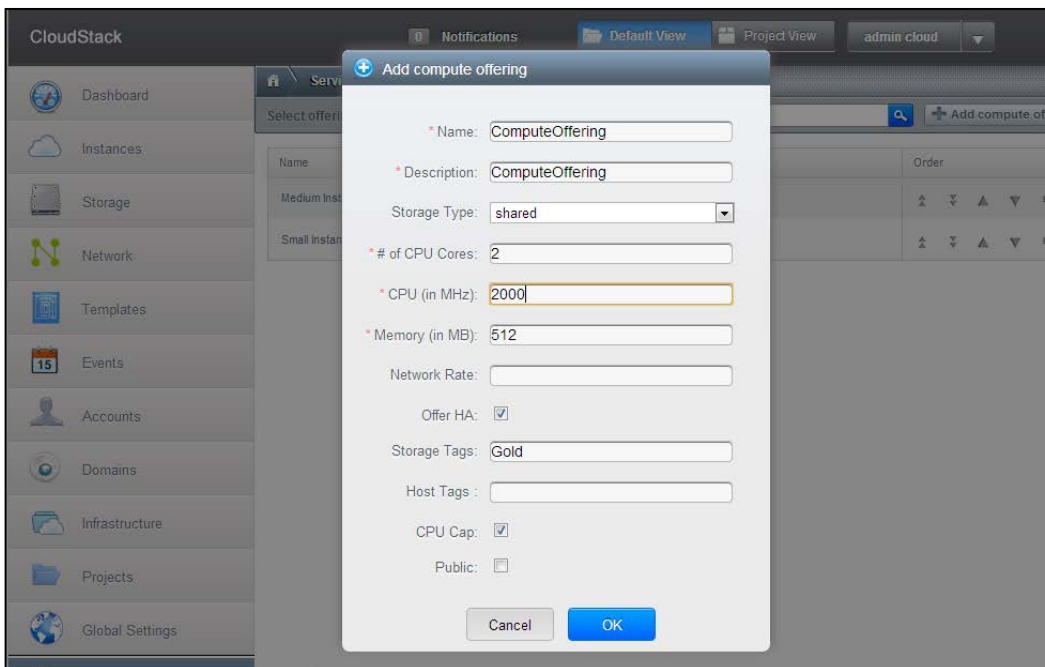 CloudStack
0 Notifications
Default View
Project View
admin cloud
Dashboard
Instances
Storage
Network
Templates
15 Events
Accounts
Domains
Infrastructure
Projects
Global Settings
Add compute offering
* Name: ComputeOffering
* Description: ComputeOffering
Storage Type: shared
* # of CPU Cores: 2
* CPU (in MHz): 2000
* Memory (in MB): 512
Network Rate:
Offer HA:
Storage Tags: Gold
Host Tags :
CPU Cap:
Public:
Cancel
OK
Servi
Select offeri
Add compute of
Name
Order
Medium Inst
Small Instan